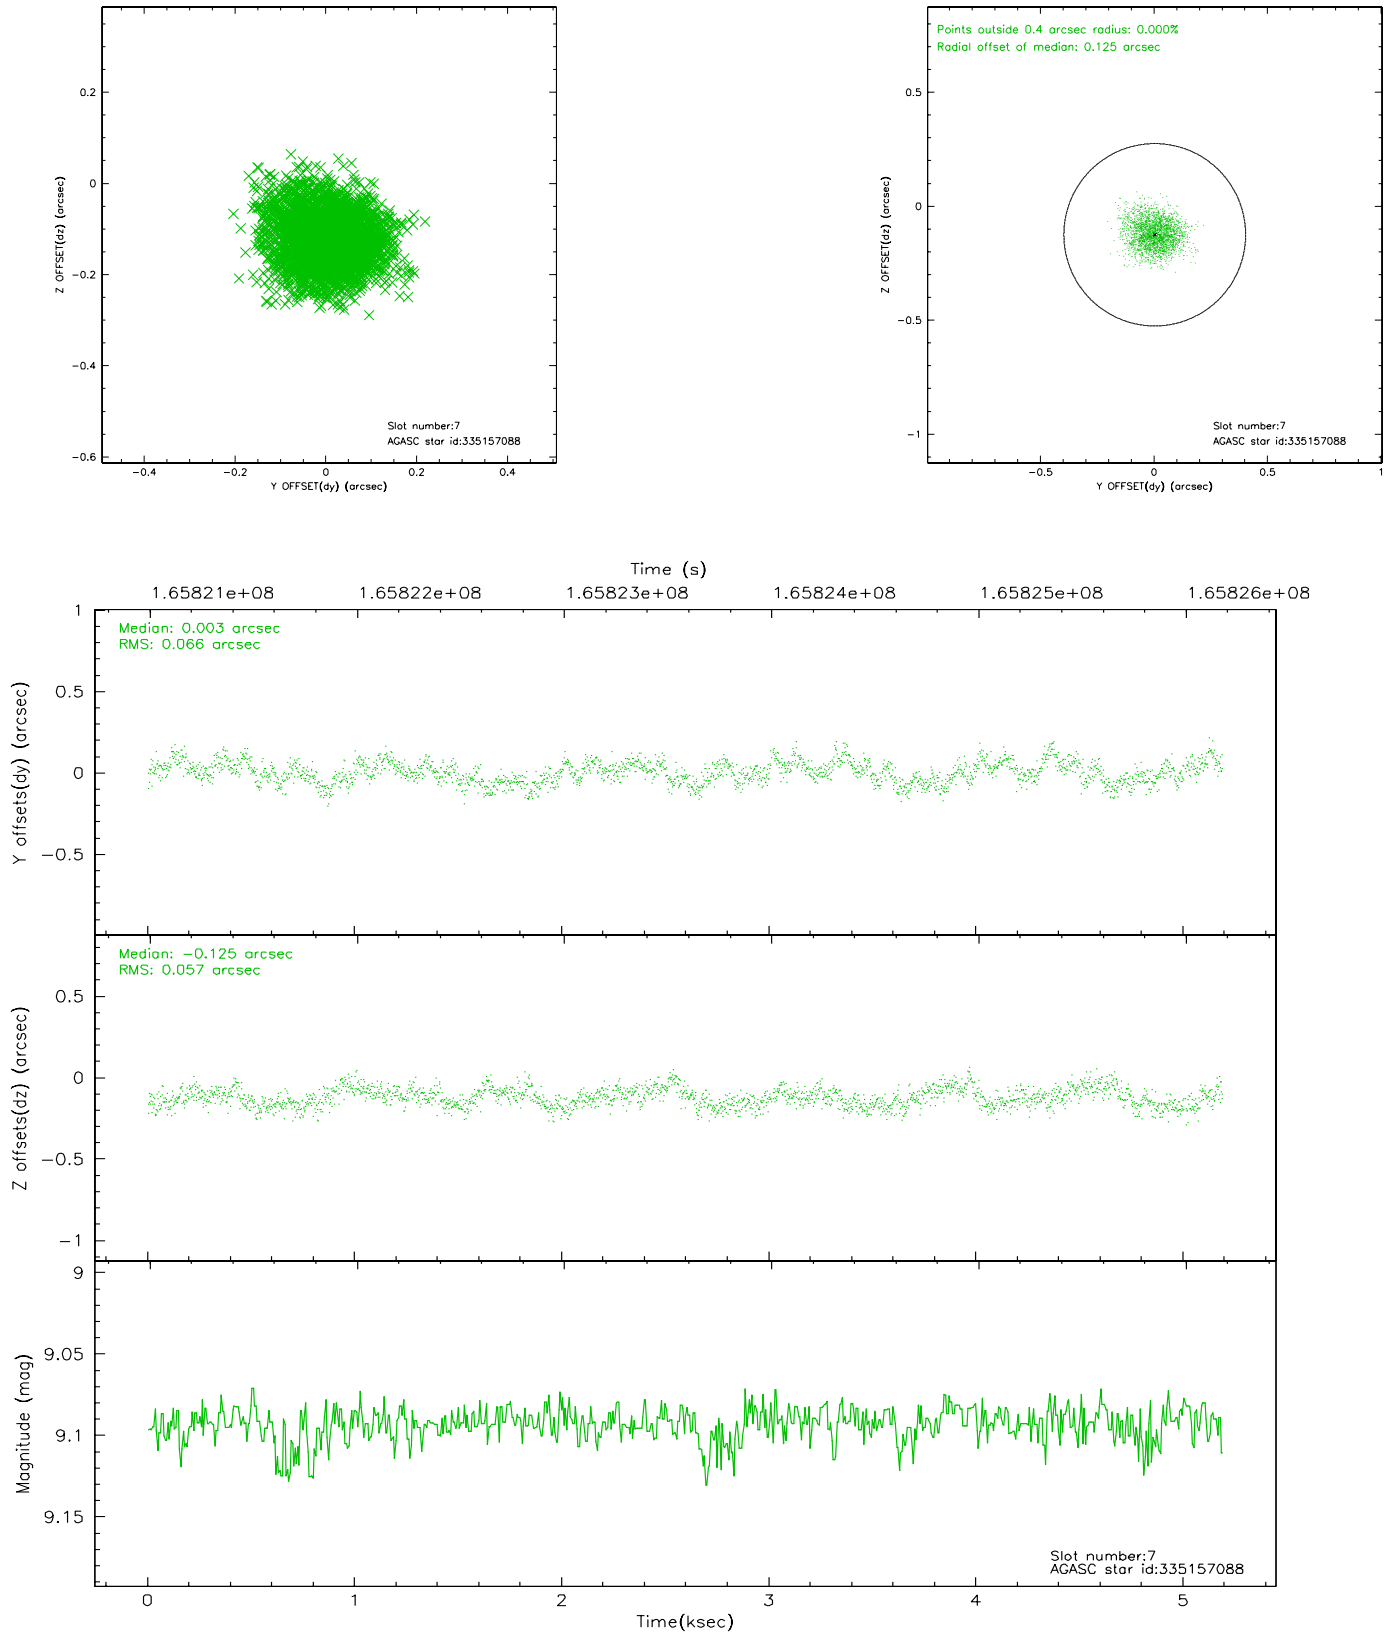 0.2
0
−0.2
−0.4
−0.6
Z OFFSET(dz) (arcsec)
−0.4
−0.2
0
0.2
0.4
Y OFFSET(dy) (arcsec)
Slot number:7
AGASC star id:335157088
Points outside 0.4 arcsec radius: 0.000%
Radial offset of median: 0.125 arcsec
0.5
0
−0.5
−1
Z OFFSET(dz) (arcsec)
−0.5
0
0.5
1
Y OFFSET(dy) (arcsec)
Slot number:7
AGASC star id:335157088
Time (s)
1.65821e+08
1.65822e+08
1.65823e+08
1.65824e+08
1.65825e+08
1.65826e+08
Median: 0.003 arcsec
RMS: 0.066 arcsec
1
0.5
0
−0.5
Y offsets(dy) (arcsec)
Median: −0.125 arcsec
RMS: 0.057 arcsec
0.5
0
−0.5
−1
Z offsets(dz) (arcsec)
9
9.05
9.1
9.15
Magnitude (mag)
Slot number:7
AGASC star id:335157088
0
1
2
3
4
5
Time(ksec)